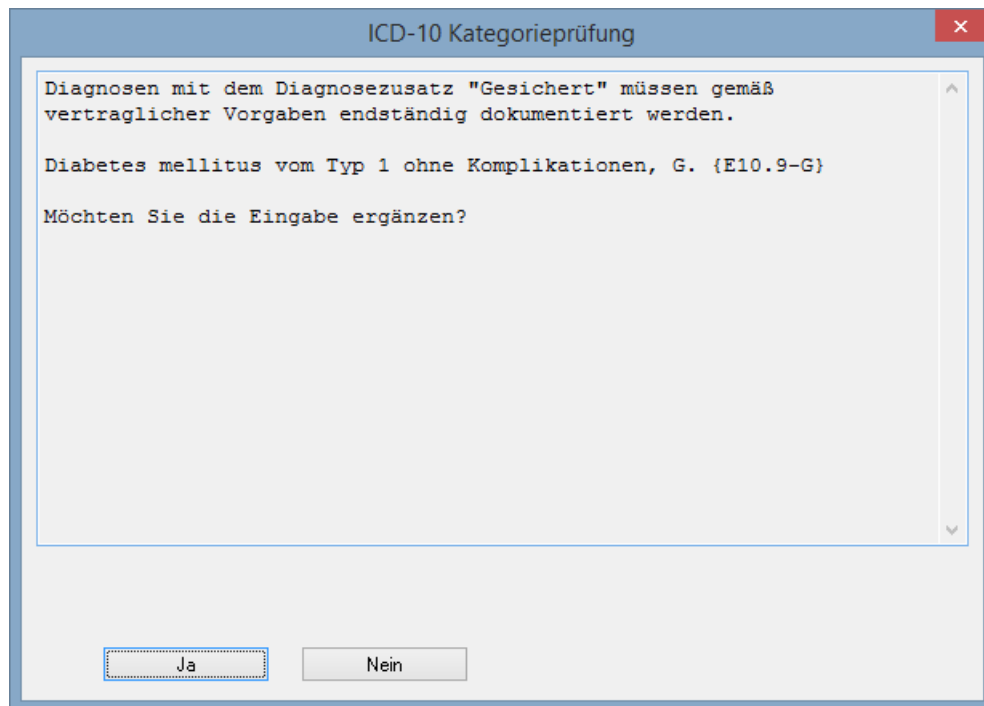 ICD-10 Kategorieprüfung
Diagnosen mit dem Diagnosezusatz "Gesichert" müssen gemäß
vertraglicher Vorgaben endständig dokumentiert werden.
Diabetes mellitus vom Typ 1 ohne Komplikationen, G. {E10.9-G}
Möchten Sie die Eingabe ergänzen?
Ja
Nein